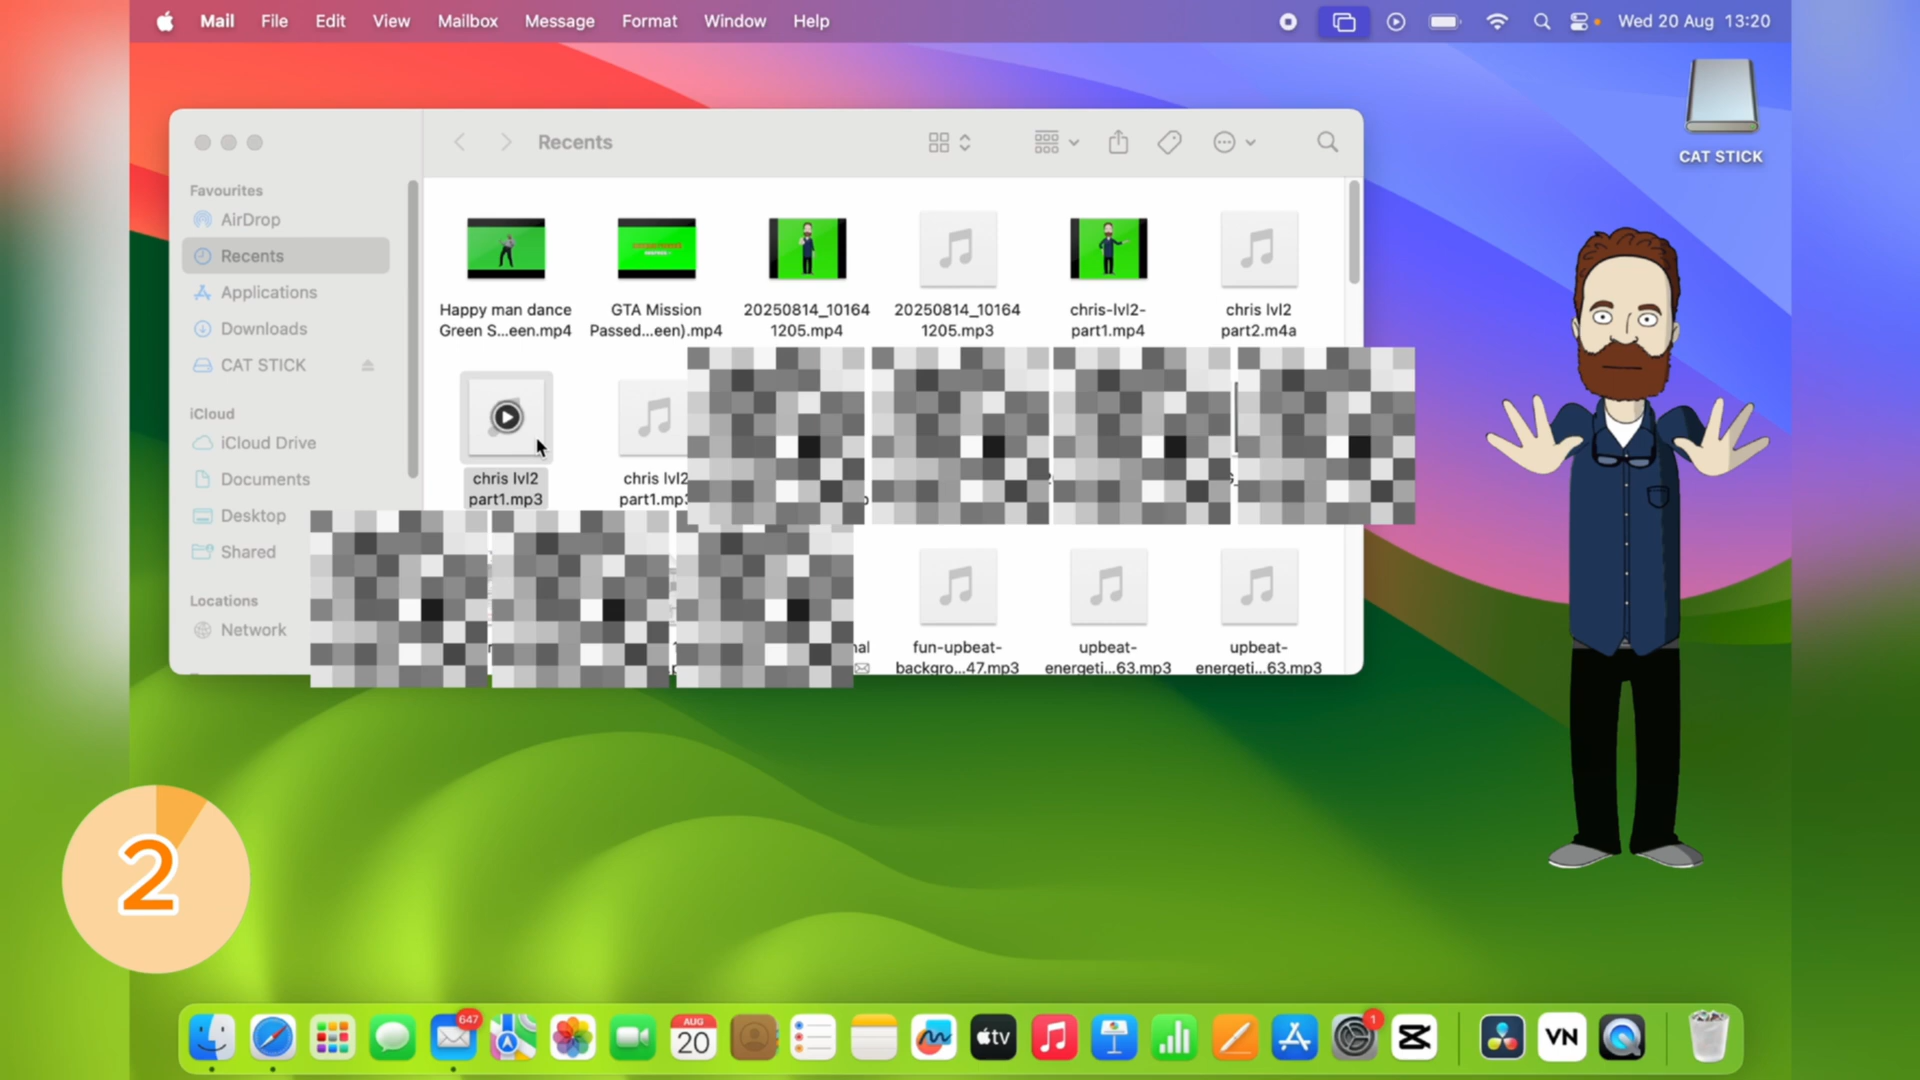 Mail File Edit View Mailbox Message Format Window Help Wed 20 Aug 13:20
CAT STICK
Recents
Favourites
AirDrop
Recents
Applications
Downloads
CAT STICK
iCloud
iCloud Drive
Documents
Desktop
Shared
Locations
Network
Happy man dance
Green S...een.mp4
GTA Mission
Passed...een).mp4
20250814_10164
1205.mp4
20250814_10164
1205.mp3
chris-lvl2-
part1.mp4
chris lvl2
part2.m4a
chris lvl2
part1.mp3
chris lvl2
fun-upbeat-
backgro...47.mp3
upbeat-
energeti...63.mp3
upbeat-
energeti...63.mp3
2
647
AUG
20
tv
1
VN